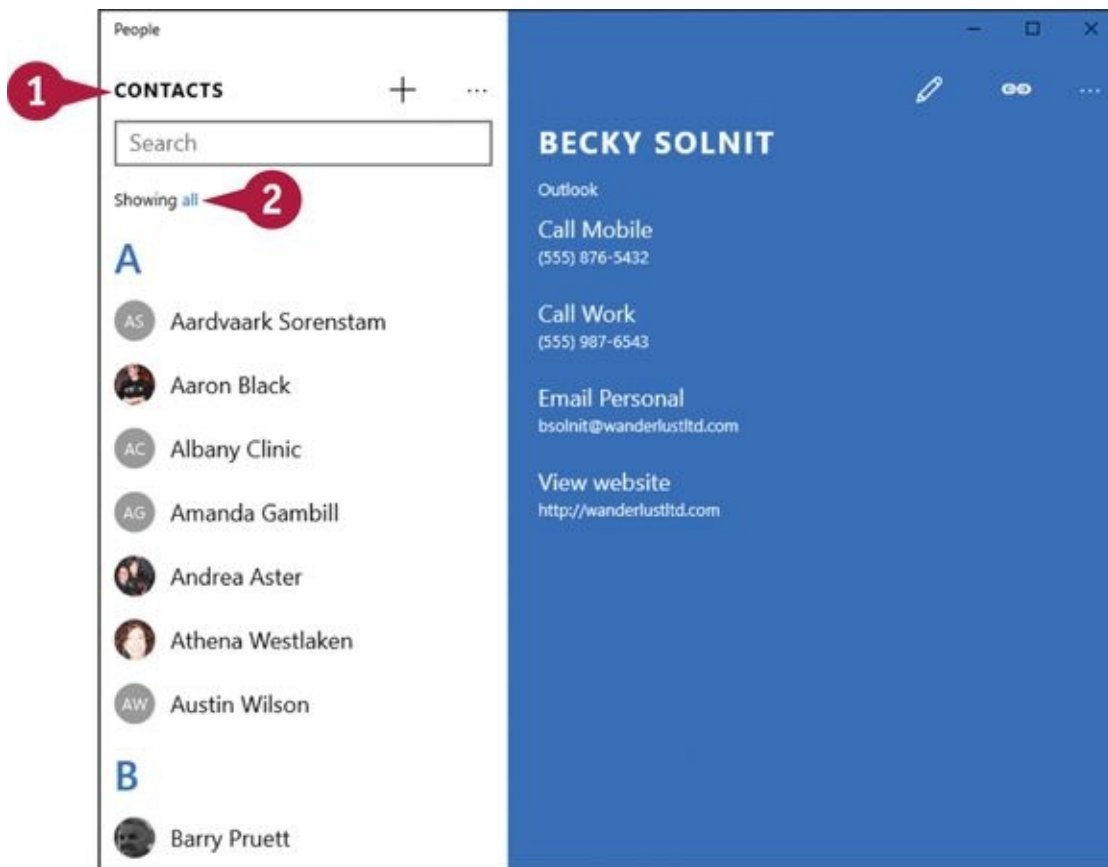 People
1
CONTACTS
Search
Showing all
2
A
AS Aardvaark Sorenstam
Aaron Black
AC Albany Clinic
AG Amanda Gambill
Andrea Aster
Athena Westlaken
AW Austin Wilson
B
Barry Pruett
BECKY SOLNIT
Outlook
Call Mobile
(555) 876-5432
Call Work
(555) 987-6543
Email Personal
bsolnit@wanderlustltd.com
View website
http://wanderlustltd.com